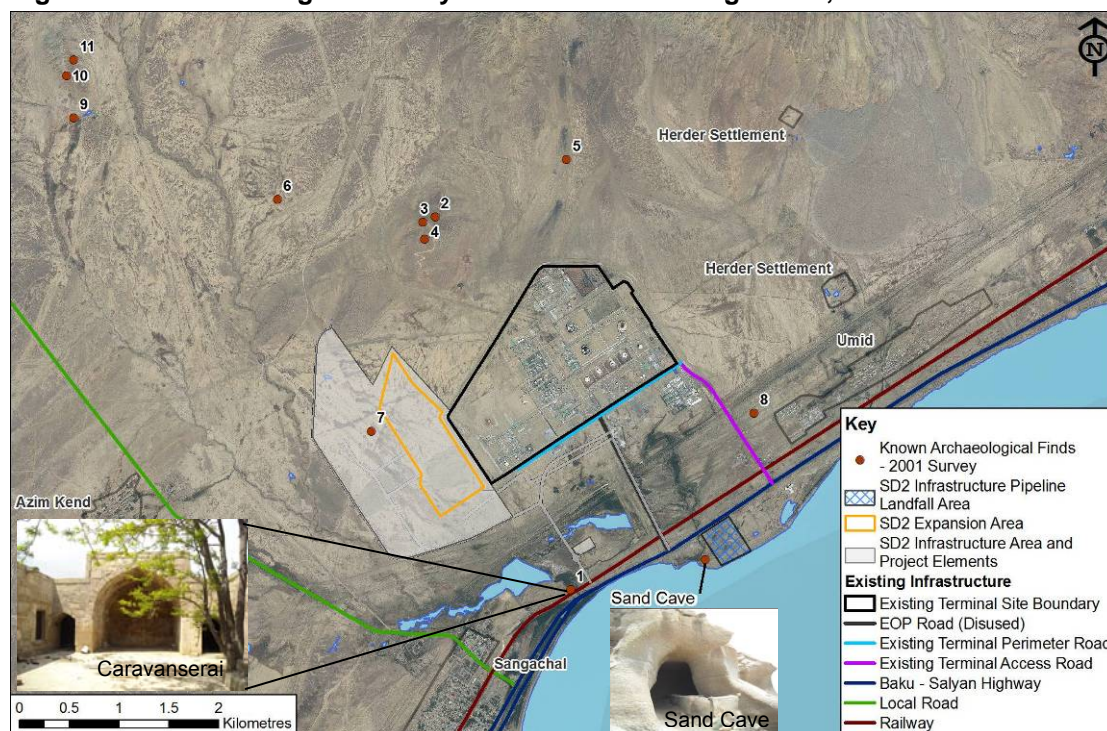 N
11
10
9
Herder Settlement
5
6
2
3
4
Herder Settlement
Umid
7
8
Azim Kend
1
Sand Cave
Sangachal
Caravanserai
Sand Cave
0 0.5 1 2
Kilometres
Key
Known Archaeological Finds
- 2001 Survey
SD2 Infrastructure Pipeline
Landfall Area
SD2 Expansion Area
SD2 Infrastructure Area and
Project Elements
Existing Infrastructure
Existing Terminal Site Boundary
EOP Road (Disused)
Existing Terminal Perimeter Road
Existing Terminal Access Road
Baku - Salyan Highway
Local Road
Railway